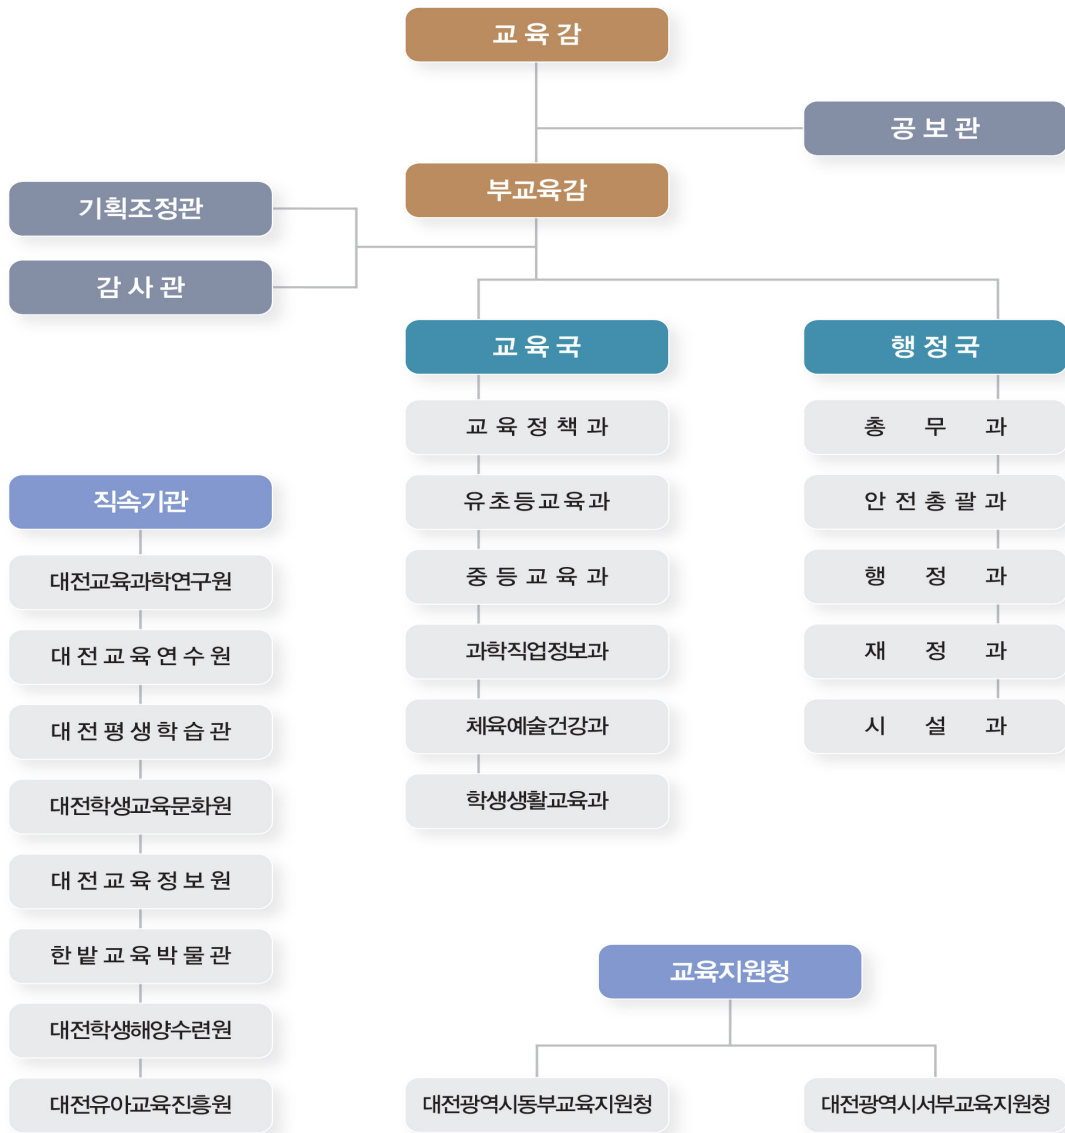 교 육 감
공 보 관
부교육감
기획조정관
감 사 관
교 육 국
교 육 정 책 과
유초등교육과
중 등 교 육 과
과학직업정보과
체육예술건강과
학생생활교육과
행 정 국
총 무 과
안 전 총 괄 과
행 정 과
재 정 과
시 설 과
직속기관
대전교육과학연구원
대 전 교 육 연 수 원
대 전 평 생 학 습 관
대전학생교육문화원
대 전 교 육 정 보 원
한 밭 교 육 박 물 관
대전학생해양수련원
대전유아교육진흥원
교육지원청
대전광역시동부교육지원청
대전광역시서부교육지원청